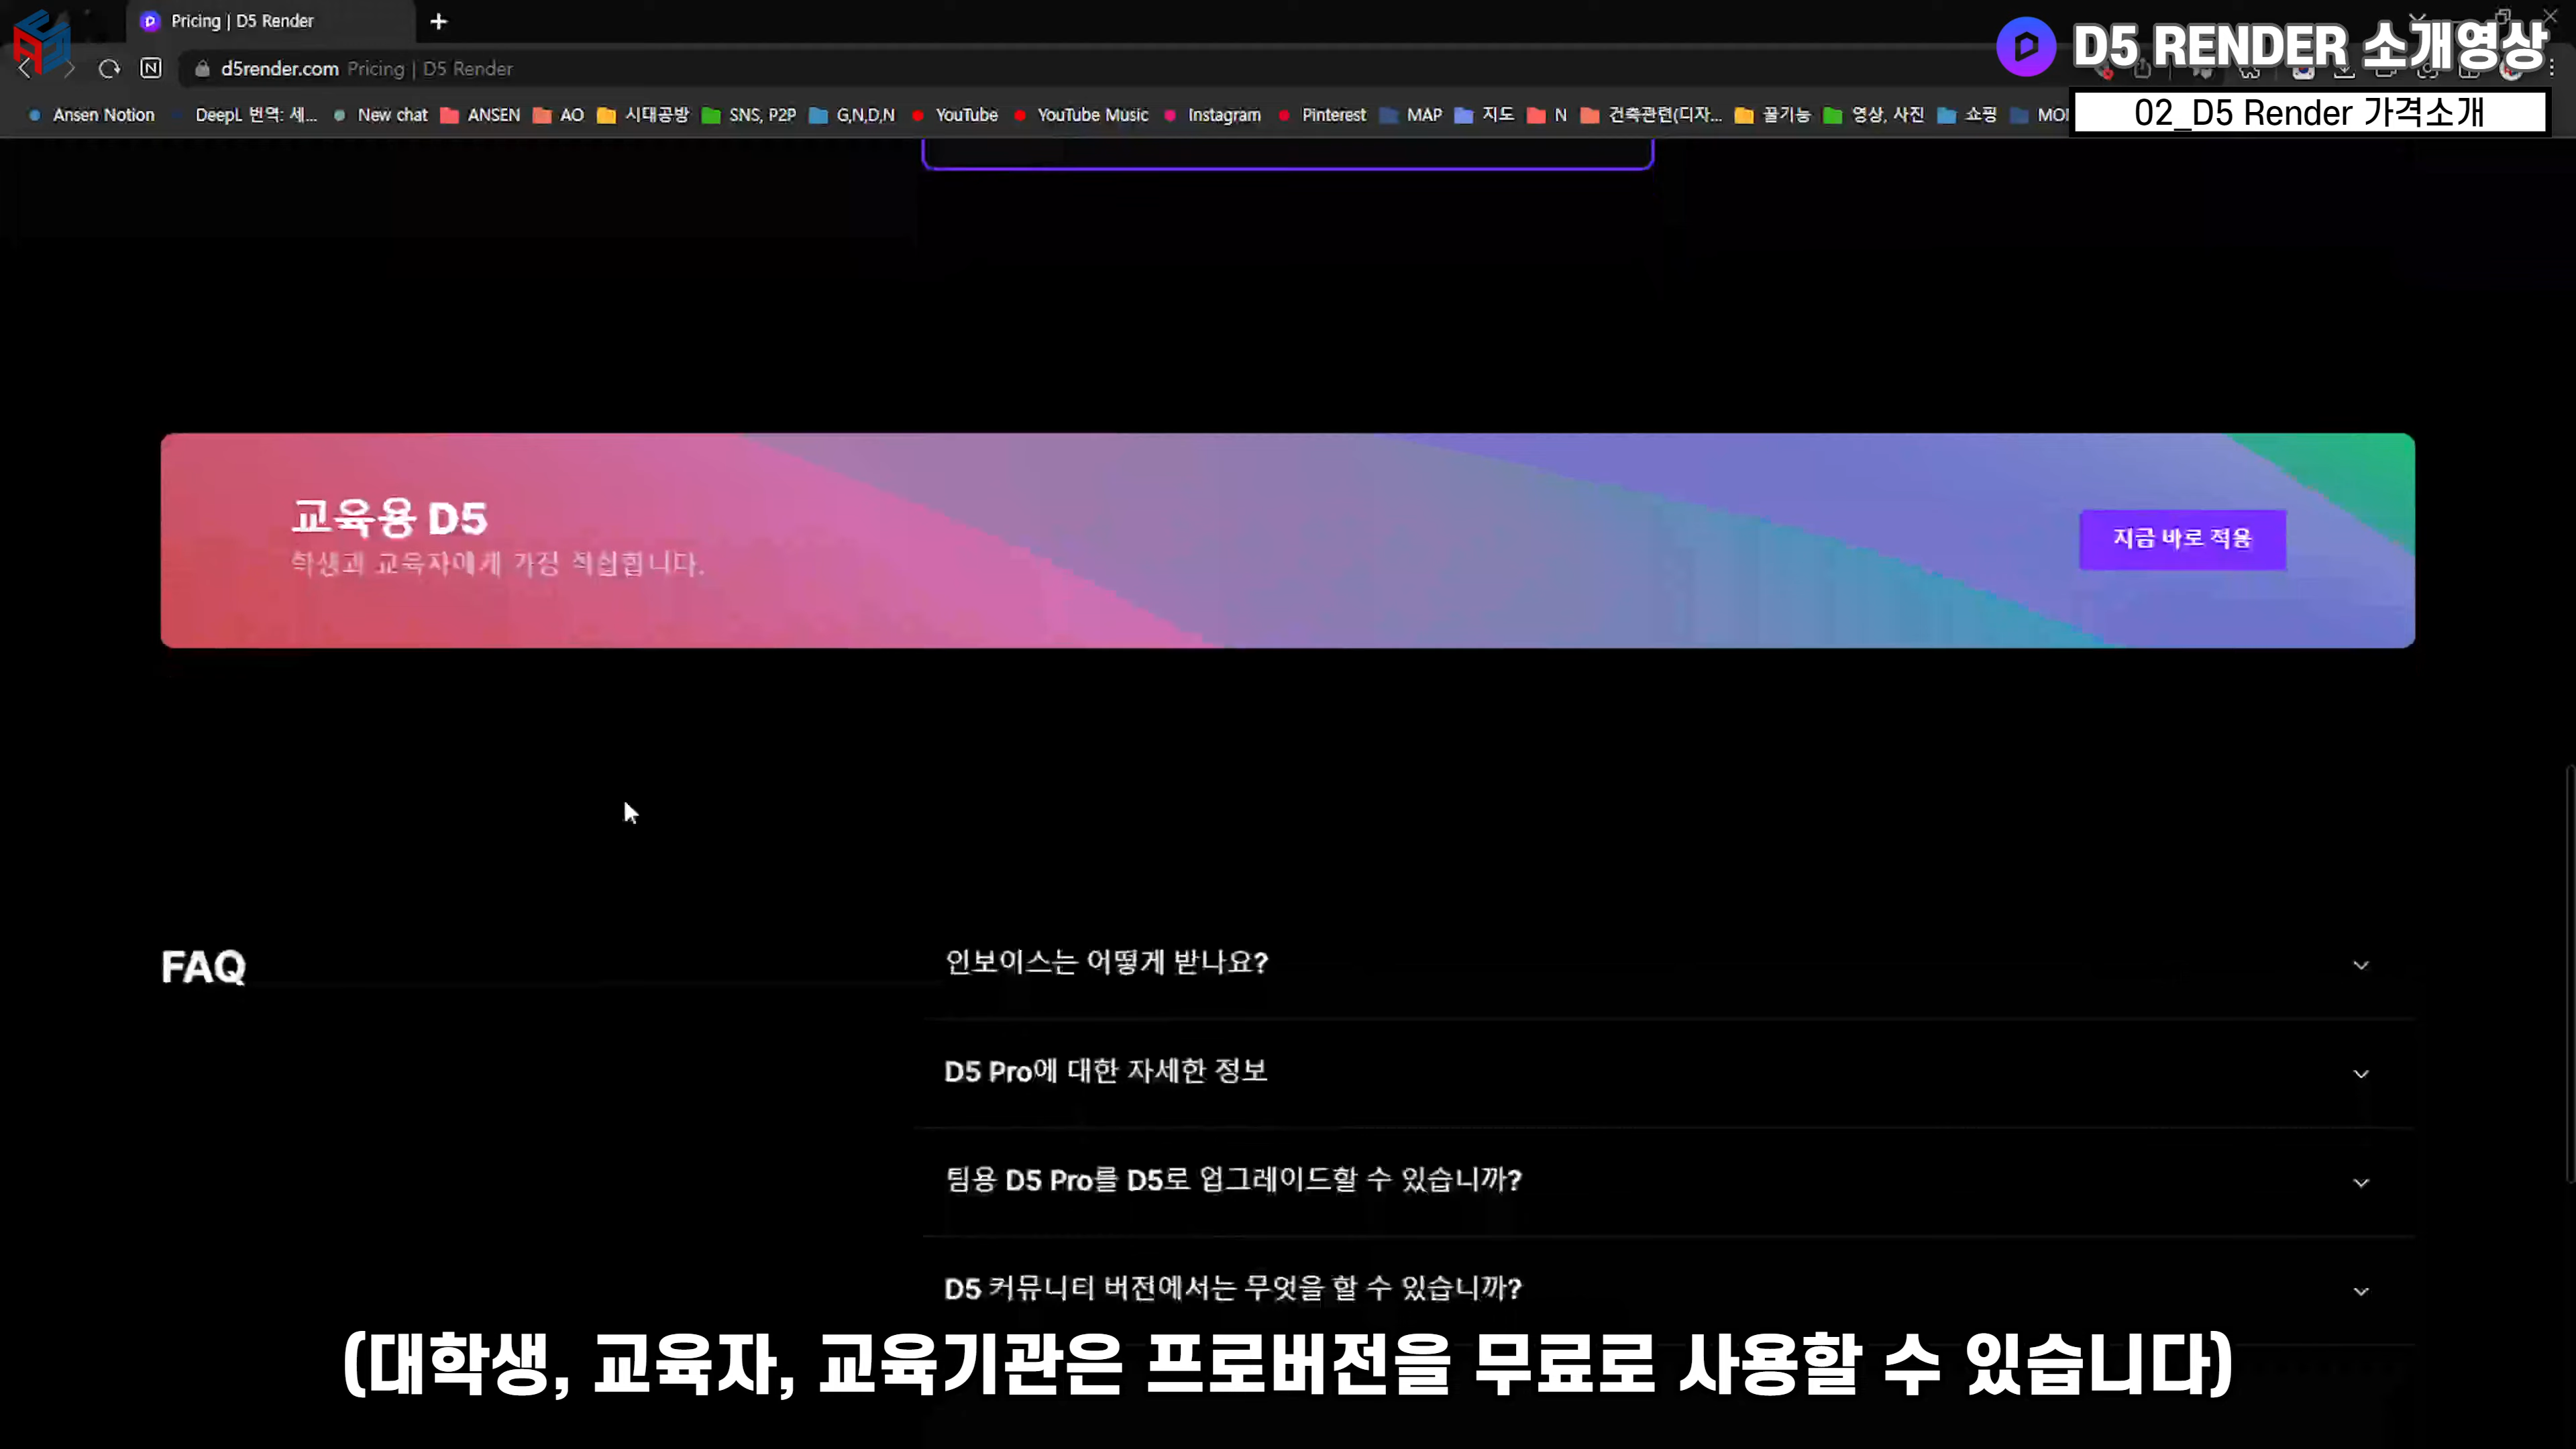 Pricing | D5 Render
D5 RENDER 소개영상
d5render.com Pricing | D5 Render
Ansen Notion DeepL 번역: 세... New chat ANSEN AO 시대공방 SNS, P2P G,N,D,N YouTube YouTube Music Instagram Pinterest MAP 지도 N 건축관련(디자... 꿀기능 영상, 사진 쇼핑
02_D5 Render 가격소개
교육용 D5
학생과 교육자에게 가장 적합합니다.
지금 바로 적용
FAQ
인보이스는 어떻게 받나요?
D5 Pro에 대한 자세한 정보
팀용 D5 Pro를 D5로 업그레이드할 수 있습니까?
D5 커뮤니티 버전에서는 무엇을 할 수 있습니까?
(대학생, 교육자, 교육기관은 프로버전을 무료로 사용할 수 있습니다)